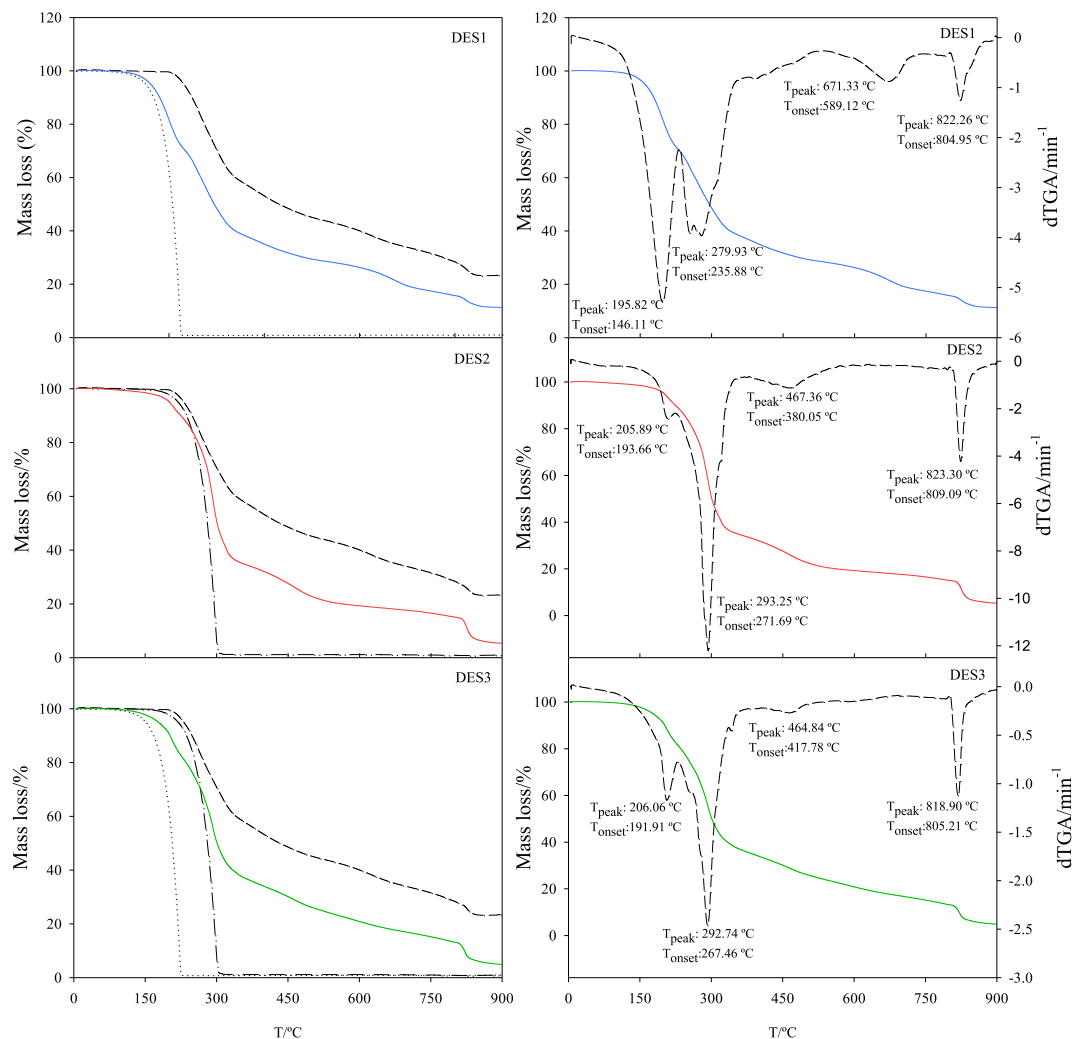 120
100
80
60
40
20
0
Mass loss (%)
DES1
120
100
80
60
40
20
0
Mass loss/%
DES1
Tpeak: 195.82 ºC
Tonset:146.11 ºC
Tpeak: 279.93 ºC
Tonset:235.88 ºC
Tpeak: 671.33 ºC
Tonset:589.12 ºC
Tpeak: 822.26 ºC
Tonset:804.95 ºC
0
-1
-2
-3
-4
-5
-6
dTGA/min-1
100
80
60
40
20
0
Mass loss/%
DES2
100
80
60
40
20
0
Mass loss/%
DES2
Tpeak: 205.89 ºC
Tonset:193.66 ºC
Tpeak: 293.25 ºC
Tonset:271.69 ºC
Tpeak: 467.36 ºC
Tonset:380.05 ºC
Tpeak: 823.30 ºC
Tonset:809.09 ºC
0
-2
-4
-6
-8
-10
-12
dTGA/min-1
100
80
60
40
20
0
Mass loss/%
DES3
0
150
300
450
600
750
900
T/ºC
100
80
60
40
20
0
Mass loss/%
DES3
Tpeak: 206.06 ºC
Tonset:191.91 ºC
Tpeak: 292.74 ºC
Tonset:267.46 ºC
Tpeak: 464.84 ºC
Tonset:417.78 ºC
Tpeak: 818.90 ºC
Tonset:805.21 ºC
0.0
-0.5
-1.0
-1.5
-2.0
-2.5
-3.0
dTGA/min-1
0
150
300
450
600
750
900
T/ºC